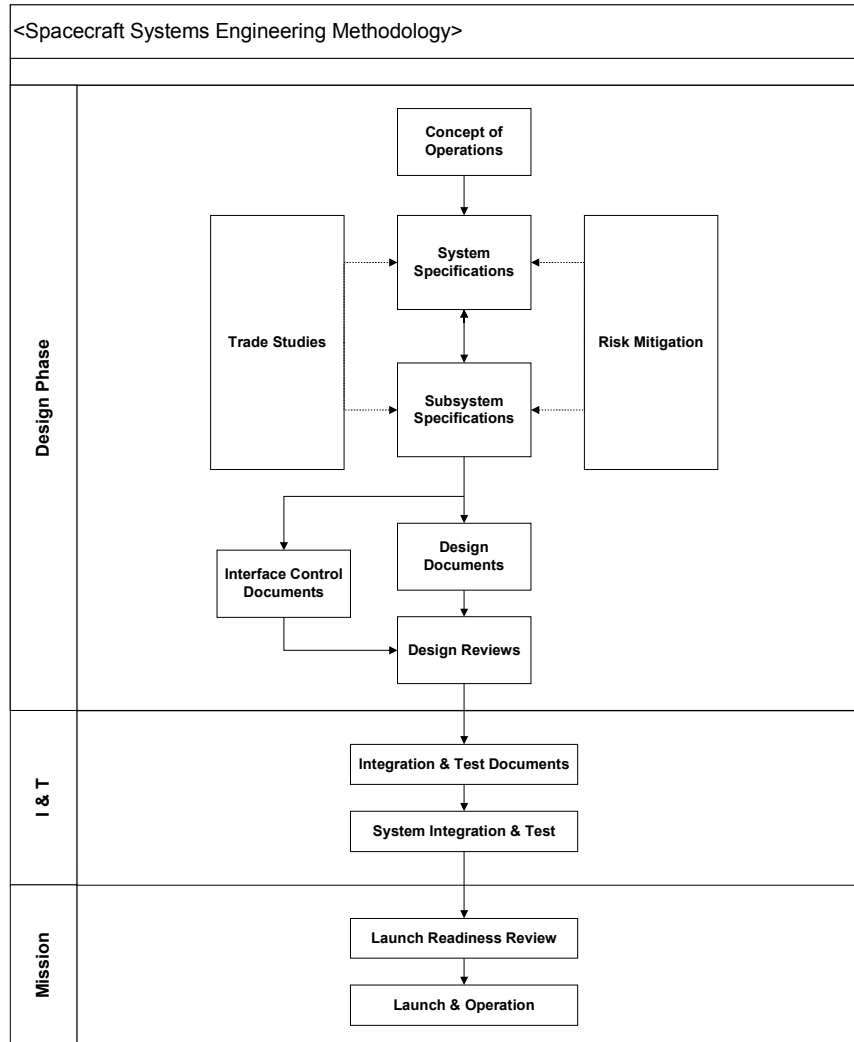 <Spacecraft Systems Engineering Methodology>
Design Phase
Concept of
Operations
System
Specifications
Trade Studies
Risk Mitigation
Subsystem
Specifications
Design
Documents
Interface Control
Documents
Design Reviews
I & T
Integration & Test Documents
System Integration & Test
Mission
Launch Readiness Review
Launch & Operation